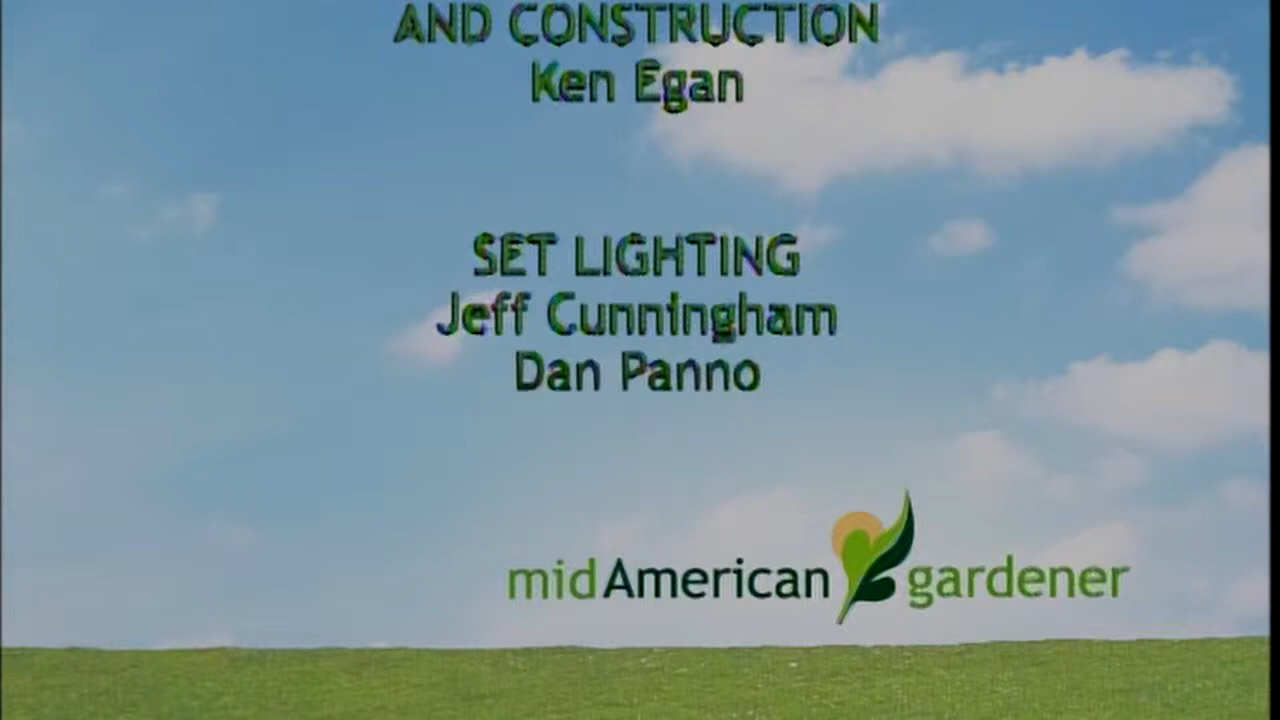 AND CONSTRUCTION
Ken Egan
SET LIGHTING
Jeff Cunningham
Dan Panno
midAmerican gardener